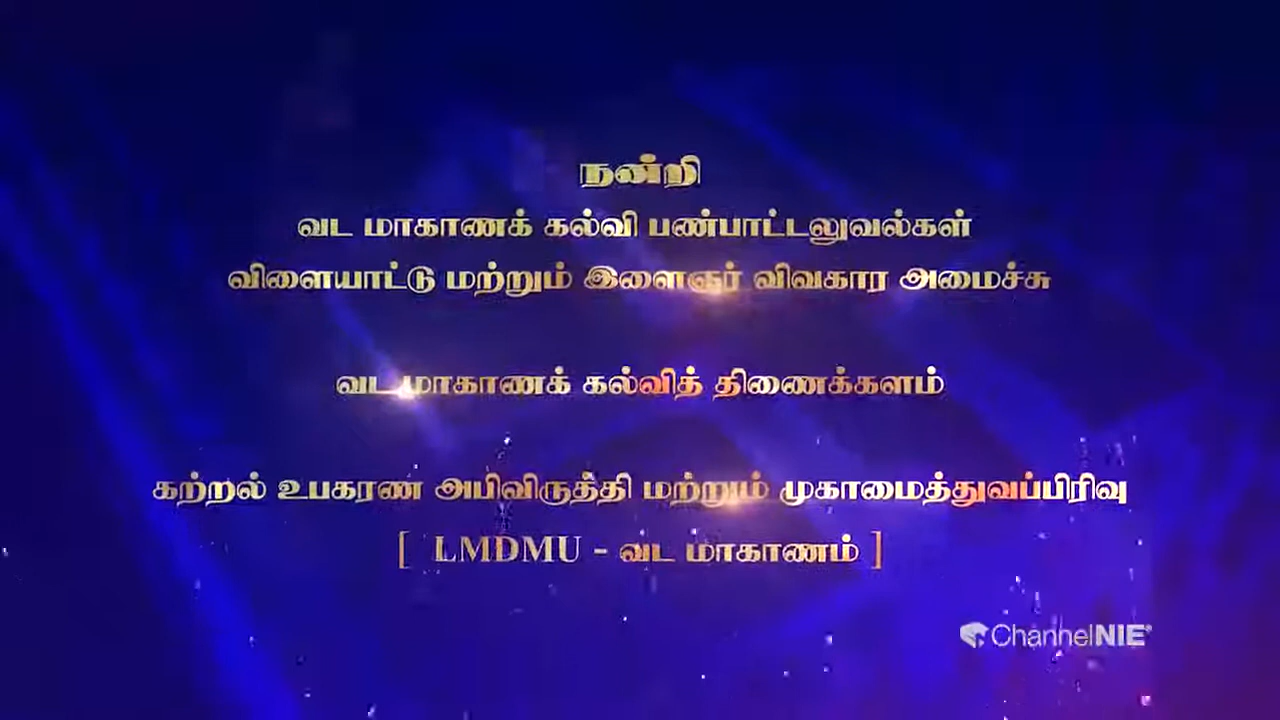 நன்றி
வட மாகாணக் கல்வி பண்பாட்டலுவல்கள்
விளையாட்டு மற்றும் இளைஞர் விவகார அமைச்சு
வட மாகாணக் கல்வித் திணைக்களம்
கற்றல் உபகரண அபிவிருத்தி மற்றும் முகாமைத்துவப்பிரிவு
[ LMDMU - வட மாகாணம் ]
ChannelNIE